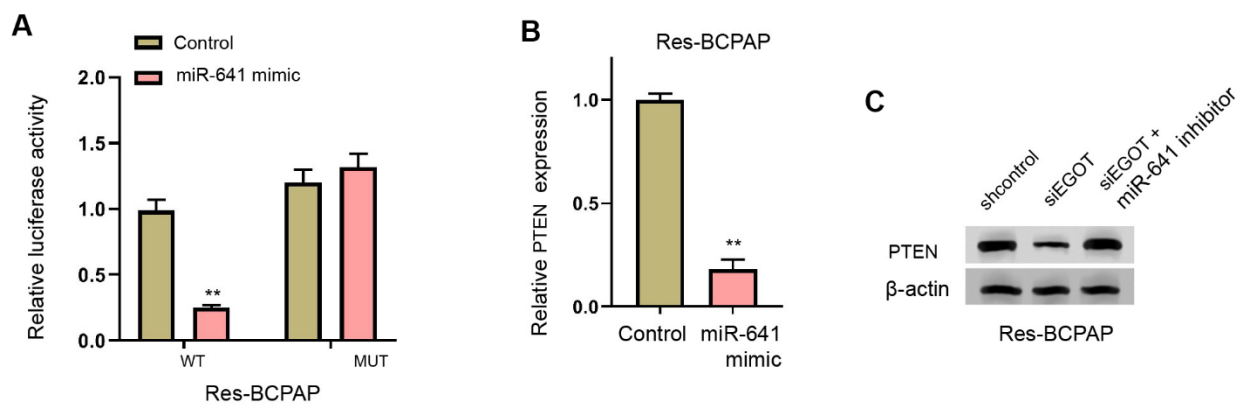 A
Control
miR-641 mimic
Relative luciferase activity
2.0
1.5
1.0
0.5
0.0
**
WT
MUT
Res-BCPAP
B
Res-BCPAP
Relative PTEN expression
1.0
0.5
0.0
**
Control
miR-641
mimic
C
shcontrol
siEGOT
siEGOT +
miR-641 inhibitor
PTEN
β-actin
Res-BCPAP